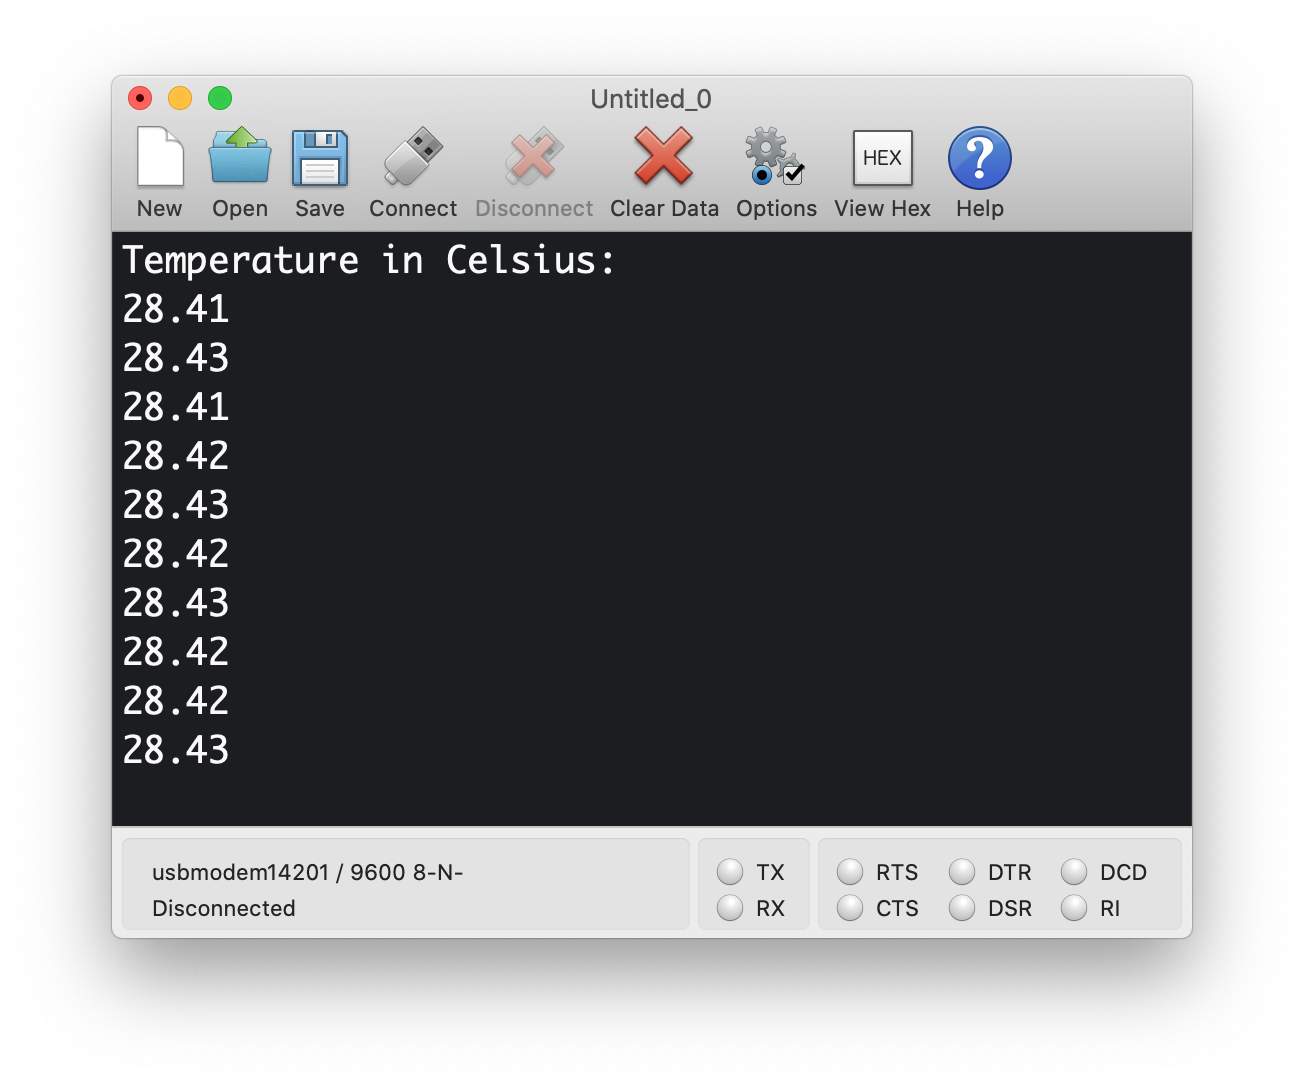 Untitled_0
New Open Save Connect Disconnect Clear Data Options HEX View Hex ? Help
Temperature in Celsius:
28.41
28.43
28.41
28.42
28.43
28.42
28.43
28.42
28.42
28.43
usbmodem14201 / 9600 8-N-
Disconnected
TX RTS DTR DCD
RX CTS DSR RI